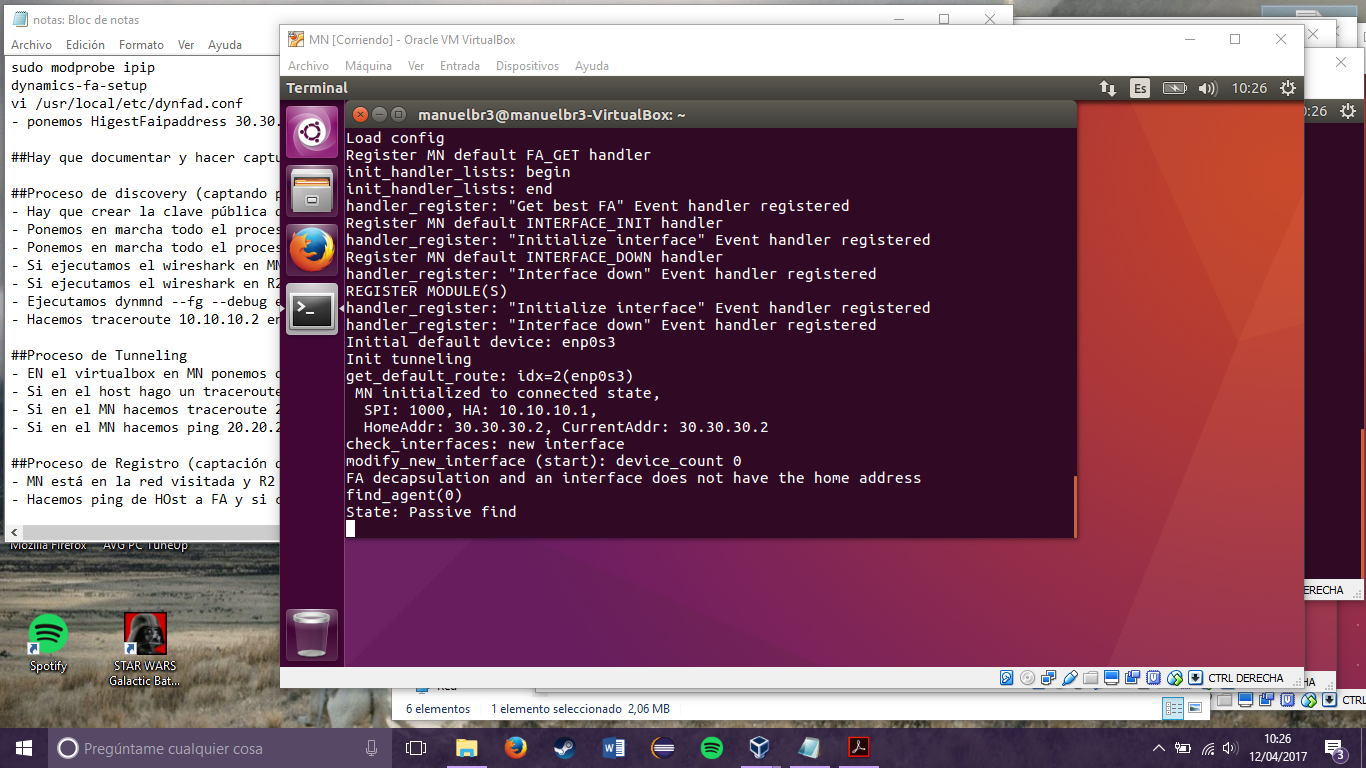 notas: Bloc de notas
Archivo Edición Formato Ver Ayuda
sudo modprobe ipip
dynamics-fa-setup
vi /usr/local/etc/dynfad.conf
- ponemos HigestFaipaddress 30.30.
##Hay que documentar y hacer captu
##Proceso de discovery (captando p
- Hay que crear la clave pública d
- Ponemos en marcha todo el proces
- Ponemos en marcha todo el proces
- Si ejecutamos el wireshark en MN
- Si ejecutamos el wireshark en R2
- Ejecutamos dynmnd --fg --debug e
- Hacemos traceroute 10.10.10.2 en
##Proceso de Tunneling
- EN el virtualbox en MN ponemos
- Si en el host hago un traceroute
- Si en el MN hacemos traceroute 2
- Si en el MN hacemos ping 20.20.2
##Proceso de Registro (captación d
- MN está en la red visitada y R2
- Hacemos ping de HOst a FA y si
MN [Corriendo] - Oracle VM VirtualBox
Archivo Máquina Ver Entrada Dispositivos Ayuda
Terminal
Es
10:26
manuelbr3@manuelbr3-VirtualBox: ~
Load config
Register MN default FA_GET handler
init_handler_lists: begin
init_handler_lists: end
handler_register: "Get best FA" Event handler registered
Register MN default INTERFACE_INIT handler
handler_register: "Initialize interface" Event handler registered
Register MN default INTERFACE_DOWN handler
handler_register: "Interface down" Event handler registered
REGISTER MODULE(S)
handler_register: "Initialize interface" Event handler registered
handler_register: "Interface down" Event handler registered
Initial default device: enp0s3
Init tunneling
get_default_route: idx=2(enp0s3)
MN initialized to connected state,
SPI: 1000, HA: 10.10.10.1,
HomeAddr: 30.30.30.2, CurrentAddr: 30.30.30.2
check_interfaces: new interface
modify_new_interface (start): device_count 0
FA decapsulation and an interface does not have the home address
find_agent(0)
State: Passive find
CTRL DERECHA
0:26
ERECHA
HA
CTRL
Mozilla Firefox
AVG PC TuneUp
Spotify
STAR WARS
Galactic Bat...
Red
6 elementos 1 elemento seleccionado 2,06 MB
Pregúntame cualquier cosa
10:26
12/04/2017
3